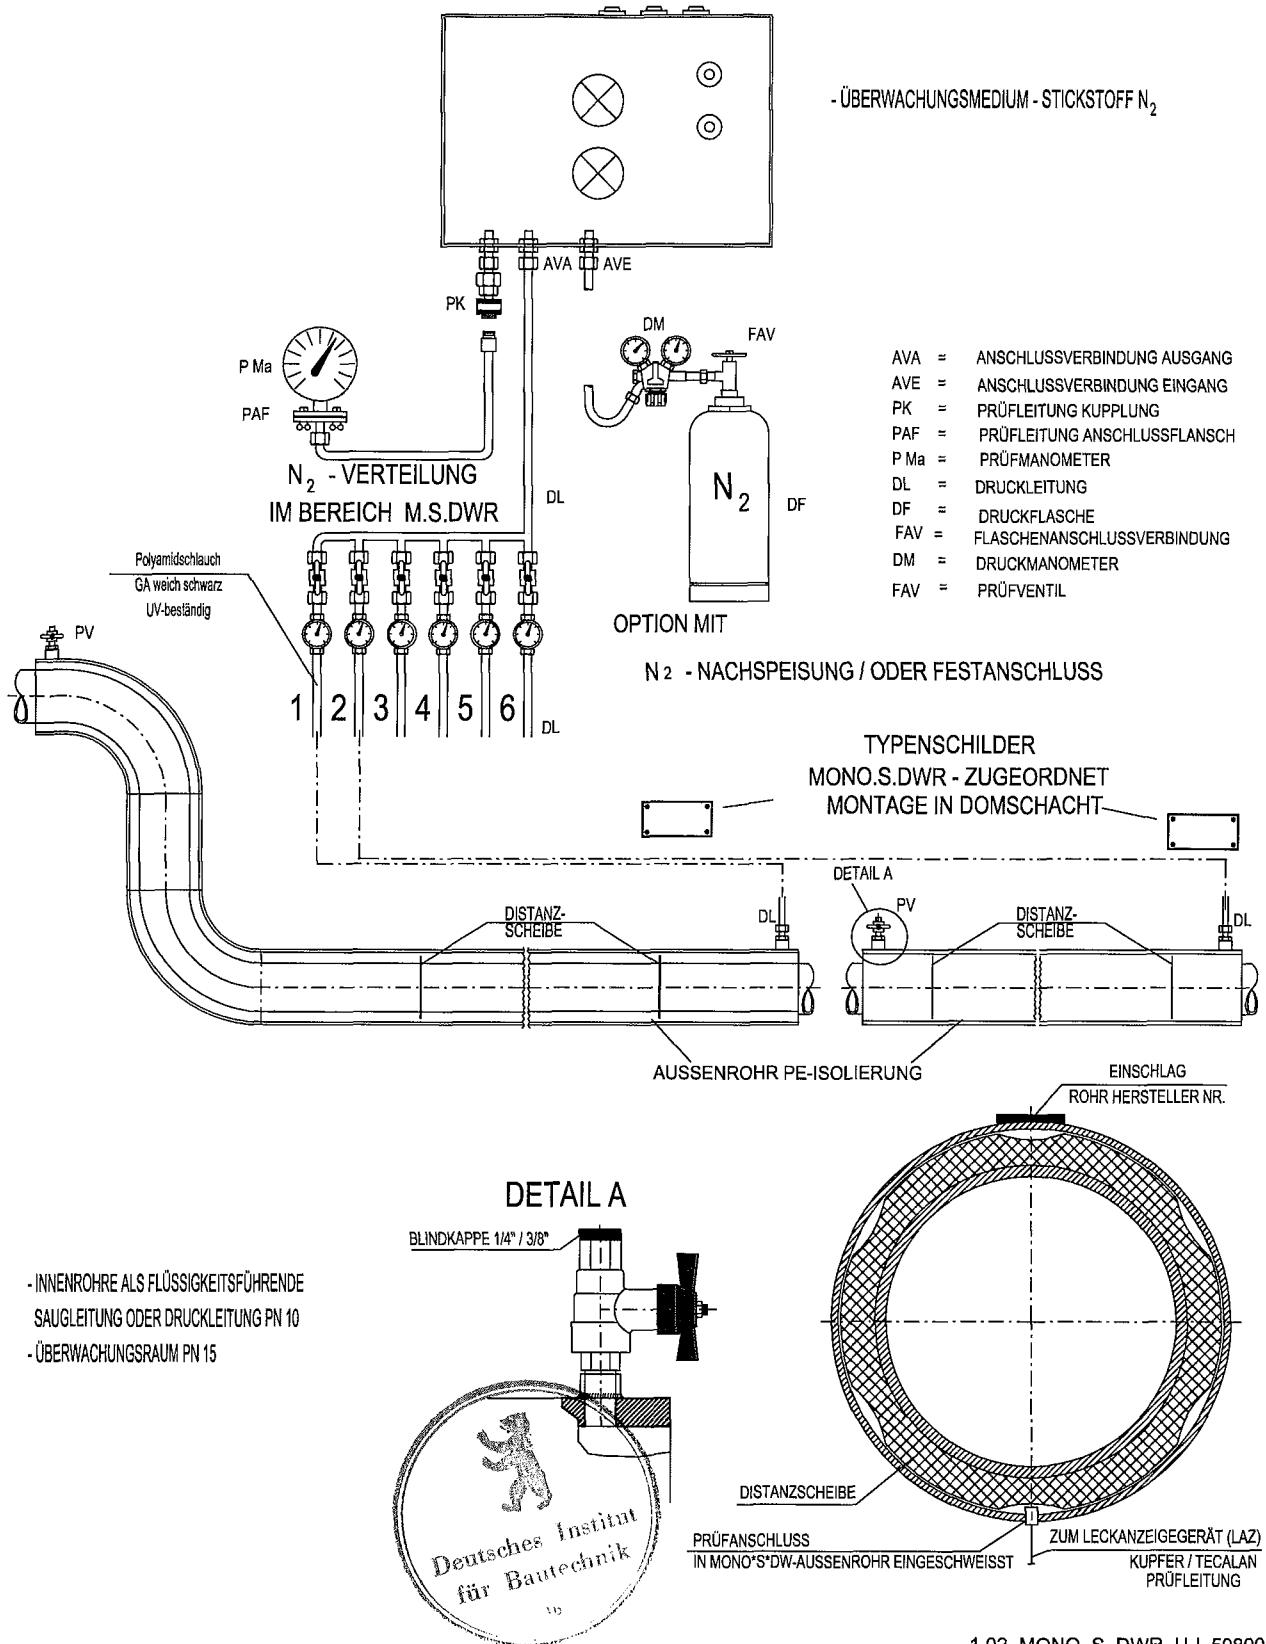 - ÜBERWACHUNGSMEDIUM - STICKSTOFF N2
AVA
AVE
PK
P Ma
PAF
DM
FAV
N2
DF
DL
AVA = ANSCHLUSSVERBINDUNG AUSGANG
AVE = ANSCHLUSSVERBINDUNG EINGANG
PK = PRÜFLEITUNG KUPPLUNG
PAF = PRÜFLEITUNG ANSCHLUSSFLANSCH
P Ma = PRÜFMANOMETER
DL = DRUCKLEITUNG
DF = DRUCKFLASCHE
FAV = FLASCHENANSCHLUSSVERBINDUNG
DM = DRUCKMANOMETER
FAV = PRÜFVENTIL
N2 - VERTEILUNG
IM BEREICH M.S.DWR
Polyamidschlauch
GA weich schwarz
UV-beständig
PV
OPTION MIT
N2 - NACHSPEISUNG / ODER FESTANSCHLUSS
1 2 3 4 5 6
DL
TYPENSCHILDER
MONO.S.DWR - ZUGEORDNET
MONTAGE IN DOMSCHACHT
DETAIL A
PV
DISTANZ-
SCHEIBE
DL
DISTANZ-
SCHEIBE
DL
AUSSENROHR PE-ISOLIERUNG
EINSCHLAG
ROHR HERSTELLER NR.
DETAIL A
BLINDKAPPE 1/4" / 3/8"
- INNENROHRE ALS FLÜSSIGKEITSFÜHRENDE
SAUGLEITUNG ODER DRUCKLEITUNG PN 10
- ÜBERWACHUNGSRAUM PN 15
Deutsches Institut
für Bautechnik
DISTANZSCHEIBE
PRÜFANSCHLUSS
IN MONO*S*DW-AUSSENROHR EINGESCHWEISST
ZUM LECKANZEIGEGERÄT (LAZ)
KUPFER / TECALAN
PRÜFLEITUNG